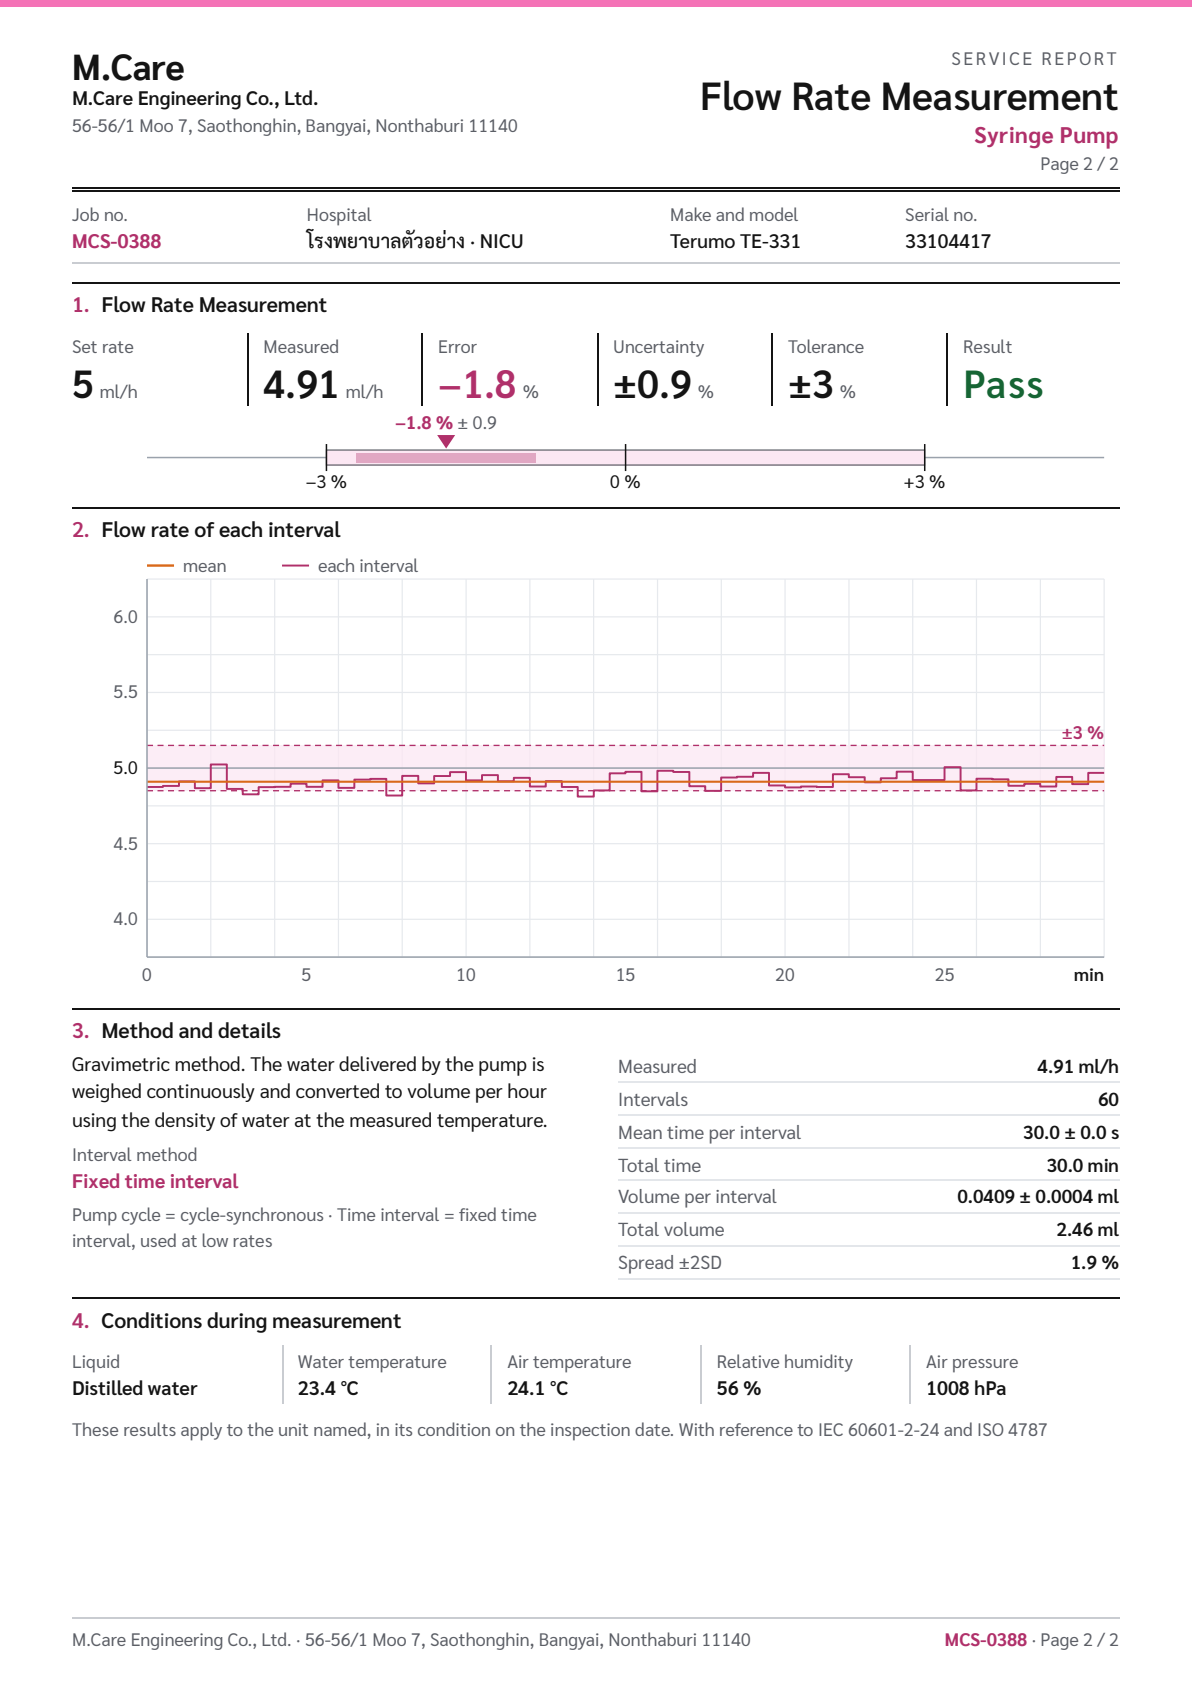 M.Care
M.Care Engineering Co., Ltd.
56-56/1 Moo 7, Saothonghin, Bangyai, Nonthaburi 11140
SERVICE REPORT
Flow Rate Measurement
Syringe Pump
Page 2 / 2
Job no. Hospital Make and model Serial no.
MCS-0388 โรงพยาบาลตัวอย่าง · NICU Terumo TE-331 33104417
1. Flow Rate Measurement
Set rate Measured Error Uncertainty Tolerance Result
5 ml/h 4.91 ml/h −1.8 % ±0.9 % ±3 % Pass
−1.8 % ± 0.9
−3 % 0 % +3 %
2. Flow rate of each interval
mean each interval
6.0
5.5
±3 %
5.0
4.5
4.0
0 5 10 15 20 25 min
3. Method and details
Gravimetric method. The water delivered by the pump is
weighed continuously and converted to volume per hour
using the density of water at the measured temperature.
Interval method
Fixed time interval
Pump cycle = cycle-synchronous · Time interval = fixed time
interval, used at low rates
Measured 4.91 ml/h
Intervals 60
Mean time per interval 30.0 ± 0.0 s
Total time 30.0 min
Volume per interval 0.0409 ± 0.0004 ml
Total volume 2.46 ml
Spread ±2SD 1.9 %
4. Conditions during measurement
Liquid Water temperature Air temperature Relative humidity Air pressure
Distilled water 23.4 °C 24.1 °C 56 % 1008 hPa
These results apply to the unit named, in its condition on the inspection date. With reference to IEC 60601-2-24 and ISO 4787
M.Care Engineering Co., Ltd. · 56-56/1 Moo 7, Saothonghin, Bangyai, Nonthaburi 11140 MCS-0388 · Page 2 / 2